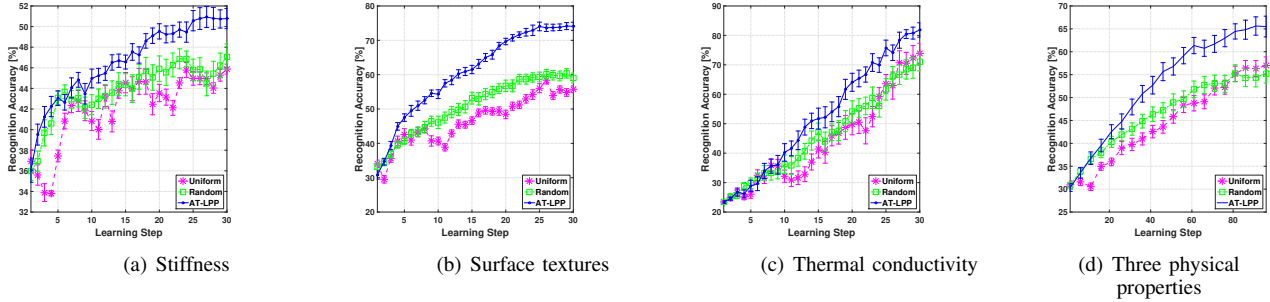 52
50
48
46
44
42
40
38
36
34
32
5
10
15
20
25
30
Recognition Accuracy [%]
Learning Step
Uniform
Random
AT-LPP
(a) Stiffness
80
70
60
50
40
30
20
5
10
15
20
25
30
Recognition Accuracy [%]
Learning Step
Uniform
Random
AT-LPP
(b) Surface textures
90
80
70
60
50
40
30
20
5
10
15
20
25
30
Recognition Accuracy [%]
Learning Step
Uniform
Random
AT-LPP
(c) Thermal conductivity
70
65
60
55
50
45
40
35
30
25
20
40
60
80
Recognition Accuracy [%]
Learning Step
Uniform
Random
AT-LPP
(d) Three physical
properties